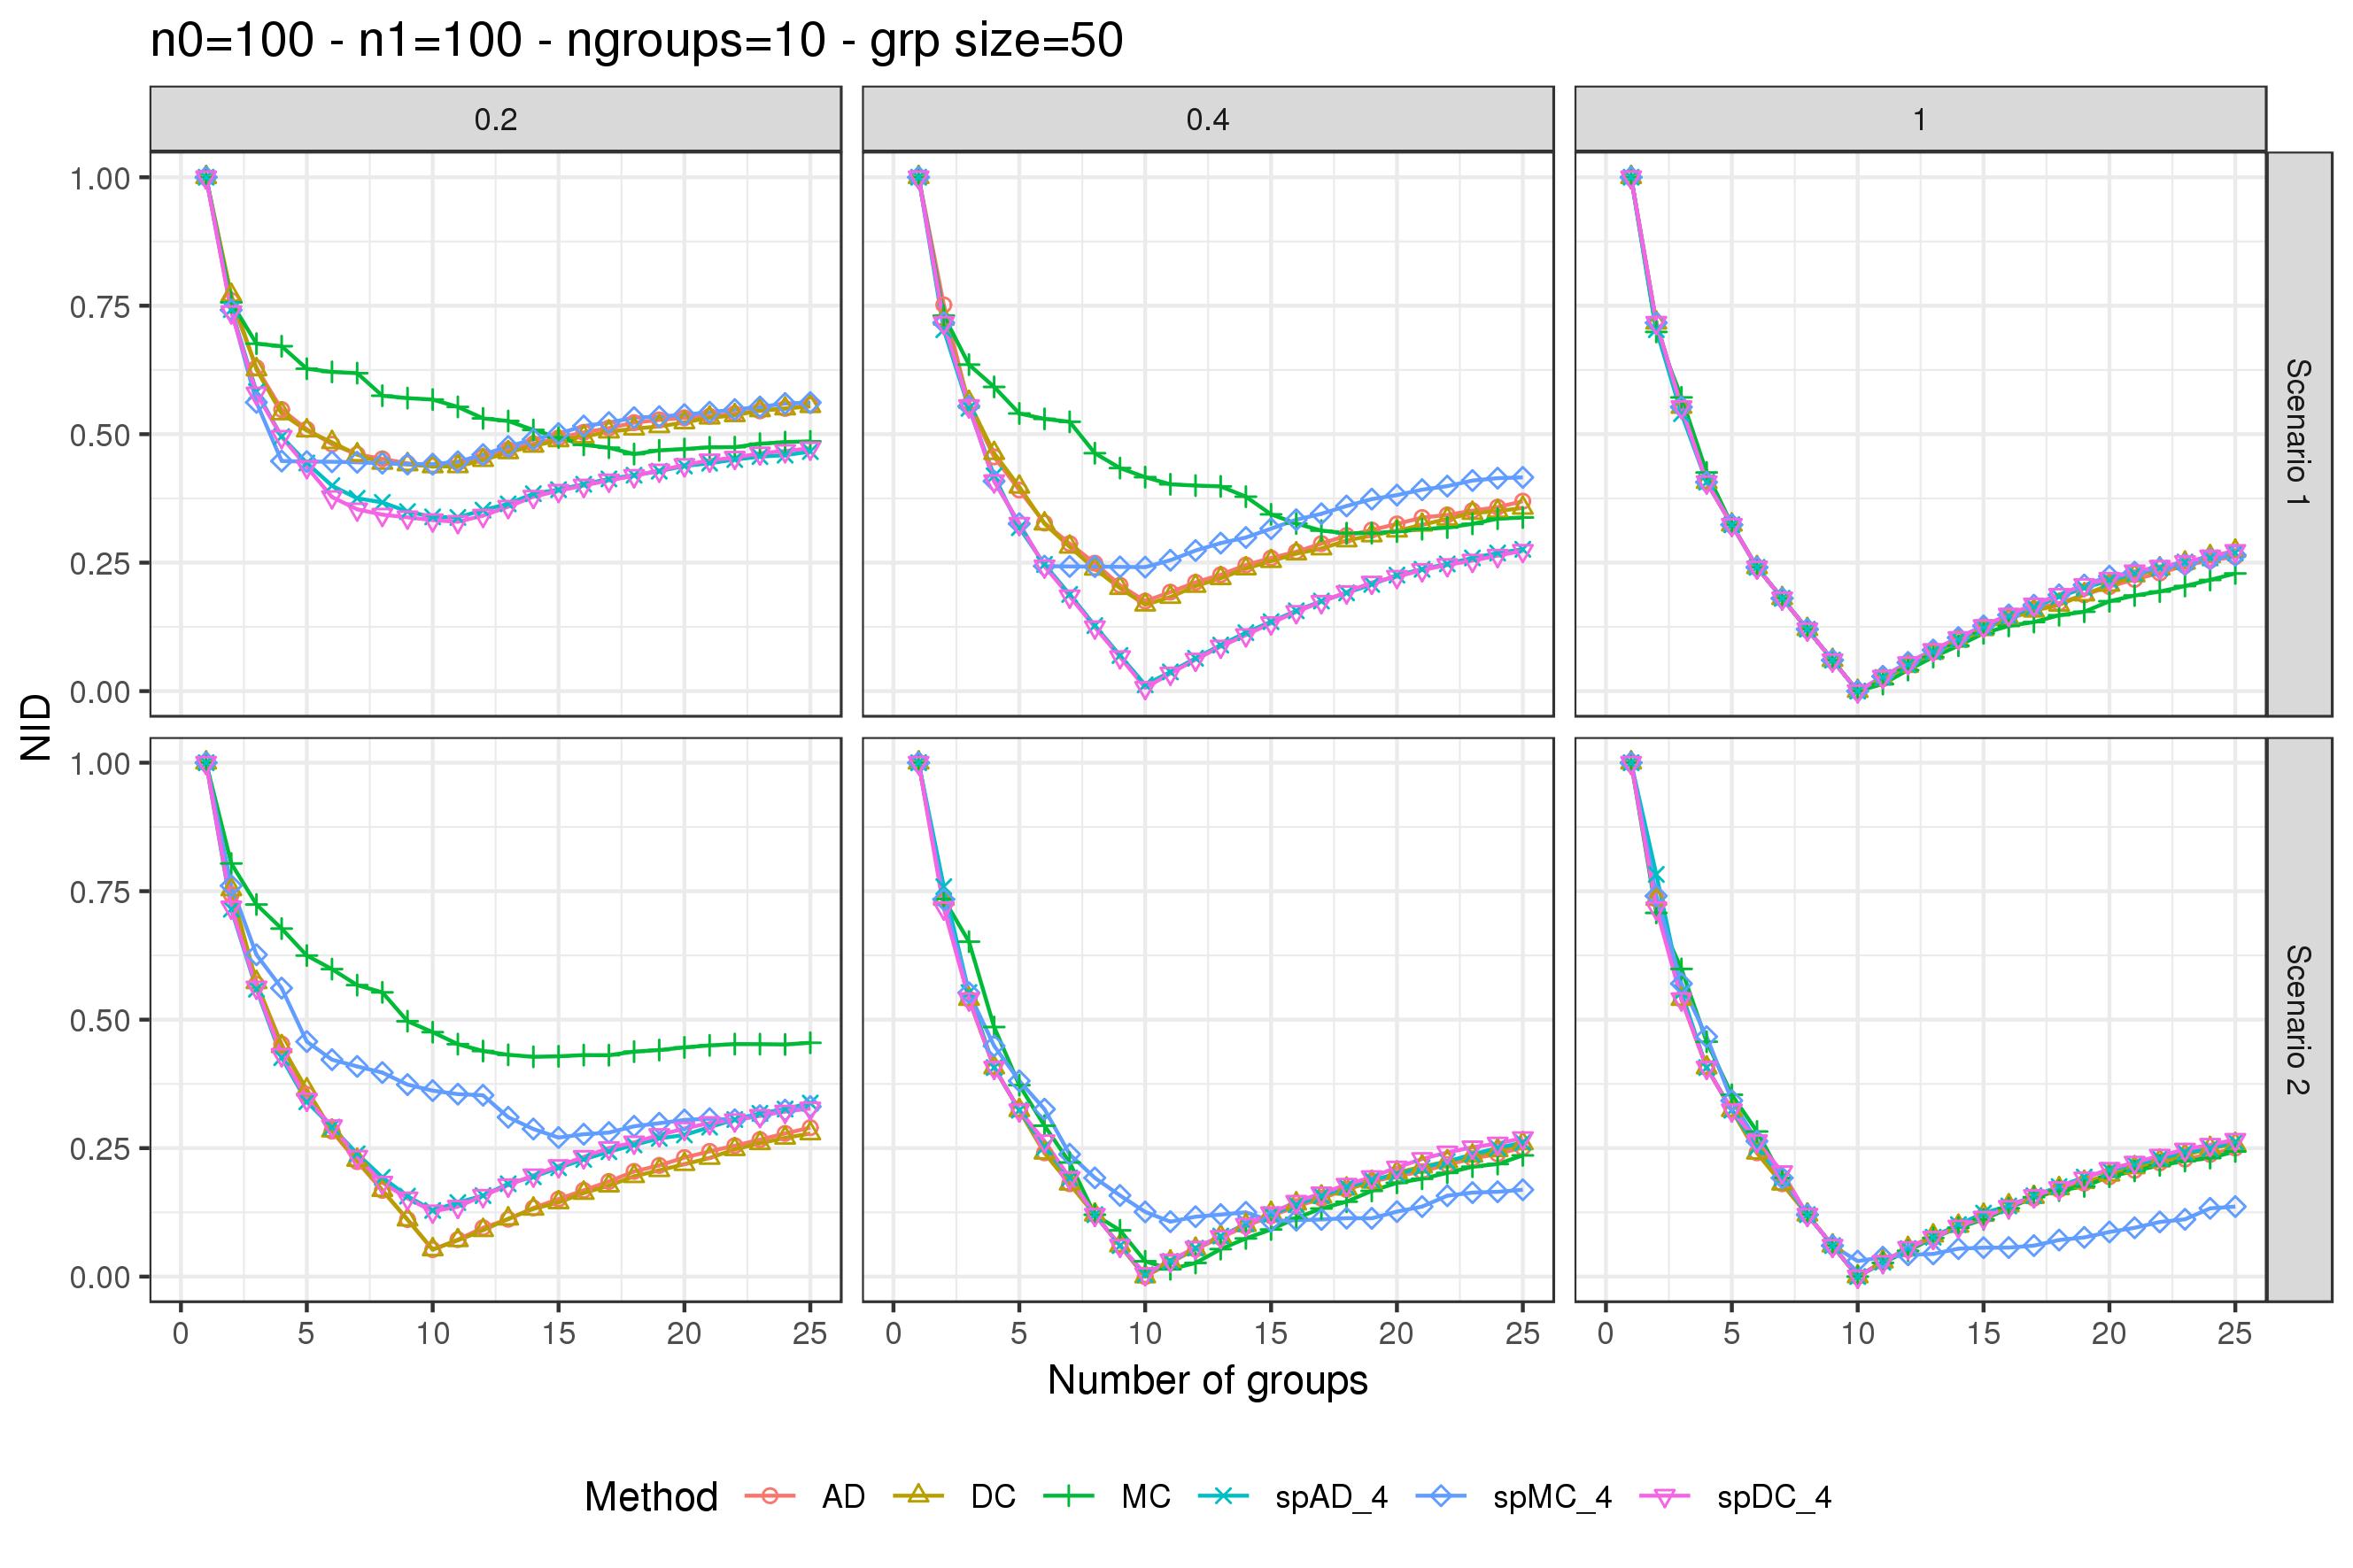 n0=100 - n1=100 - ngroups=10 - grp size=50
0.2
0.4
1
1.00
0.75
0.50
0.25
0.00
Scenario 1
NID
1.00
0.75
0.50
0.25
0.00
Scenario 2
0 5 10 15 20 25
0 5 10 15 20 25
0 5 10 15 20 25
Number of groups
Method AD DC MC spAD_4 spMC_4 spDC_4